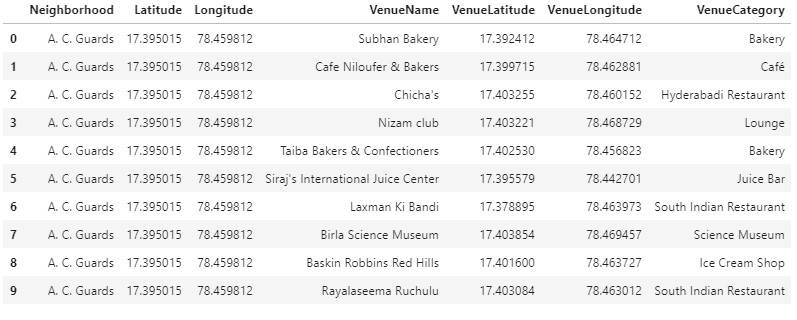 Neighborhood Latitude Longitude VenueName VenueLatitude VenueLongitude VenueCategory
0 A. C. Guards 17.395015 78.459812 Subhan Bakery 17.392412 78.464712 Bakery
1 A. C. Guards 17.395015 78.459812 Cafe Niloufer & Bakers 17.399715 78.462881 Café
2 A. C. Guards 17.395015 78.459812 Chicha's 17.403255 78.460152 Hyderabadi Restaurant
3 A. C. Guards 17.395015 78.459812 Nizam club 17.403221 78.468729 Lounge
4 A. C. Guards 17.395015 78.459812 Taiba Bakers & Confectioners 17.402530 78.456823 Bakery
5 A. C. Guards 17.395015 78.459812 Siraj's International Juice Center 17.395579 78.442701 Juice Bar
6 A. C. Guards 17.395015 78.459812 Laxman Ki Bandi 17.378895 78.463973 South Indian Restaurant
7 A. C. Guards 17.395015 78.459812 Birla Science Museum 17.403854 78.469457 Science Museum
8 A. C. Guards 17.395015 78.459812 Baskin Robbins Red Hills 17.401600 78.463727 Ice Cream Shop
9 A. C. Guards 17.395015 78.459812 Rayalaseema Ruchulu 17.403084 78.463012 South Indian Restaurant